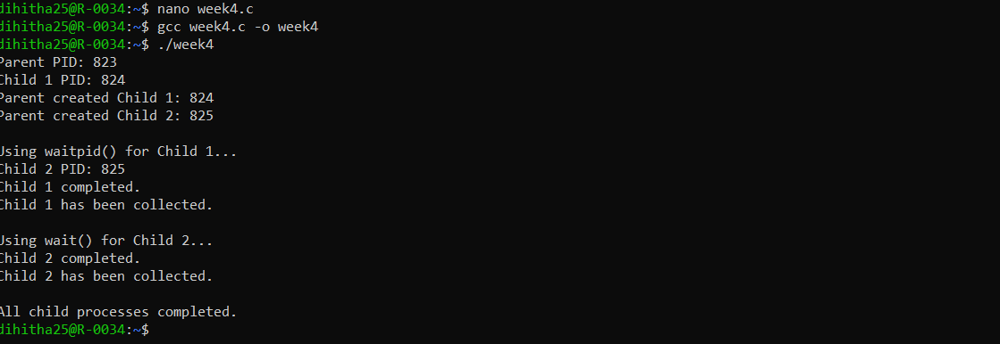 dihitha25@R-0034:~$ nano week4.c
dihitha25@R-0034:~$ gcc week4.c -o week4
dihitha25@R-0034:~$ ./week4
Parent PID: 823
Child 1 PID: 824
Parent created Child 1: 824
Parent created Child 2: 825

Using waitpid() for Child 1...
Child 2 PID: 825
Child 1 completed.
Child 1 has been collected.

Using wait() for Child 2...
Child 2 completed.
Child 2 has been collected.

All child processes completed.
dihitha25@R-0034:~$